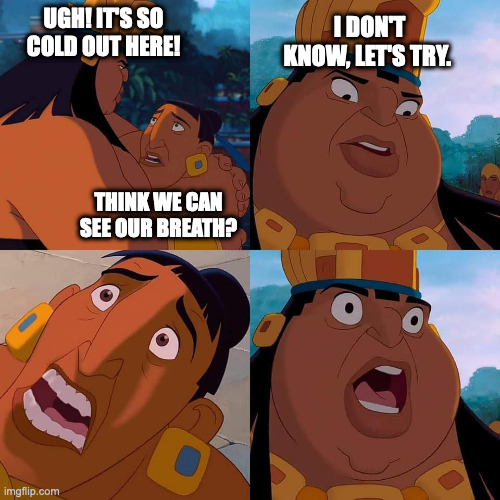 UGH! IT'S SO
COLD OUT HERE!
THINK WE CAN
SEE OUR BREATH?
I DON'T
KNOW, LET'S TRY.
imgflip.com